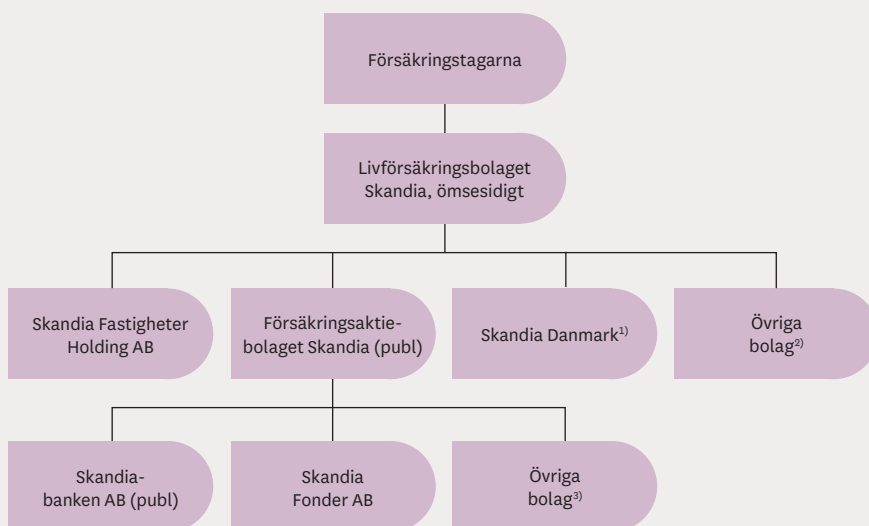 Försäkringstagarna
Livförsäkringsbolaget
Skandia, ömsesidigt
Skandia Fastigheter
Holding AB
Försäkringsaktie-
bolaget Skandia (publ)
Skandia Danmark¹⁾
Övriga
bolag²⁾
Skandia-
banken AB (publ)
Skandia
Fonder AB
Övriga
bolag³⁾